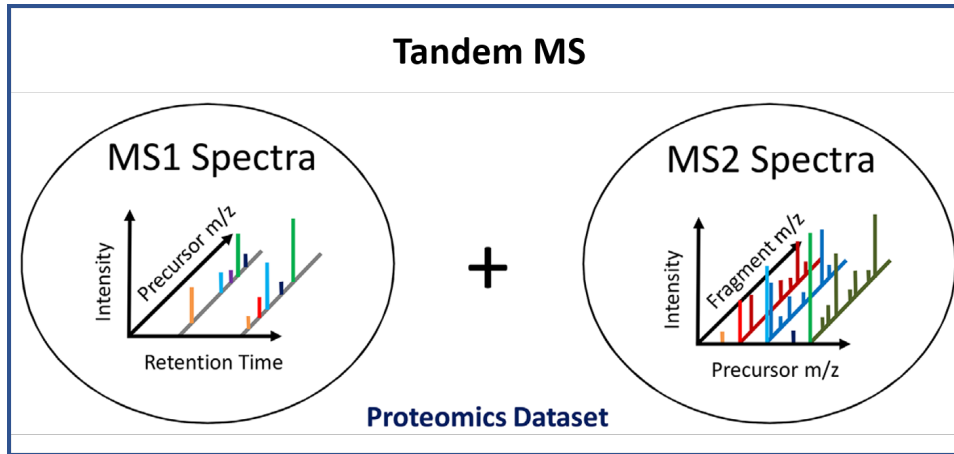 Tandem MS
MS1 Spectra
Intensity
Precursor m/z
Retention Time
+
MS2 Spectra
Intensity
Fragment m/z
Precursor m/z
Proteomics Dataset